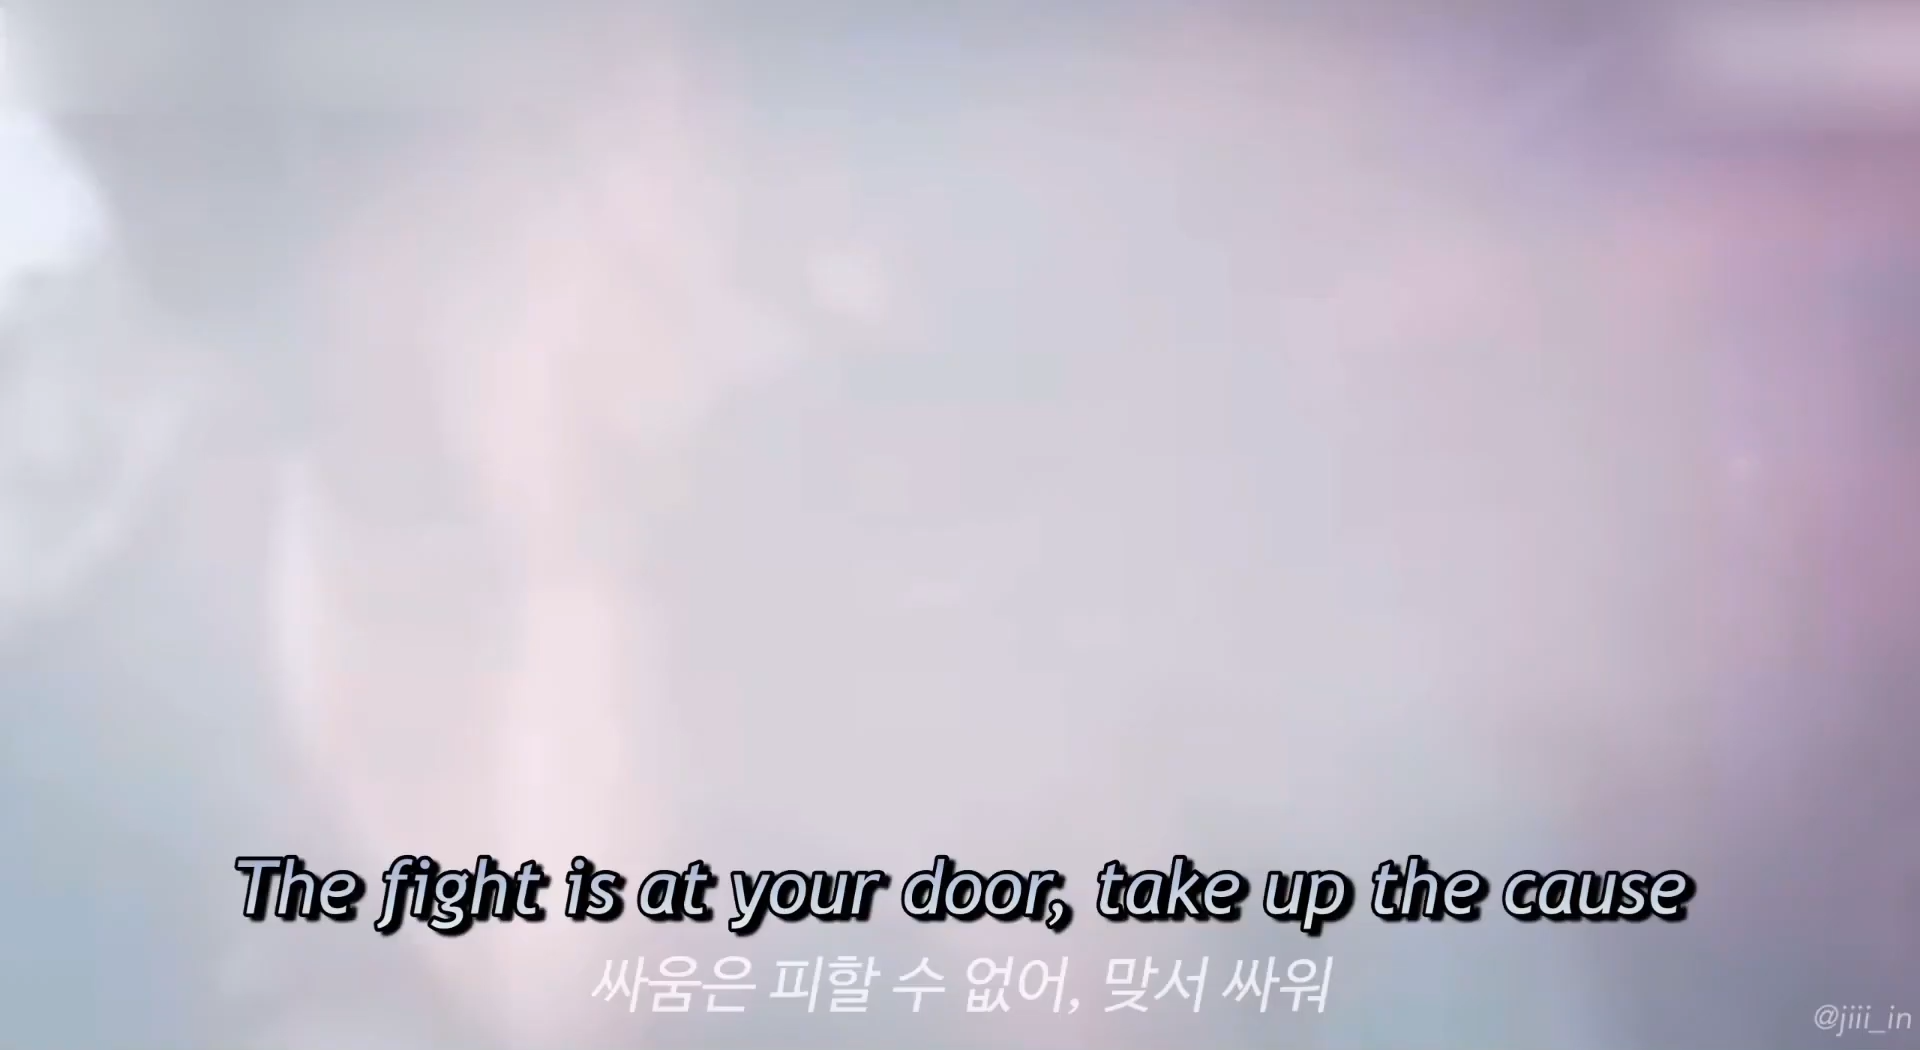 The fight is at your door, take up the cause
싸움은 피할 수 없어, 맞서 싸워
@jiii_in